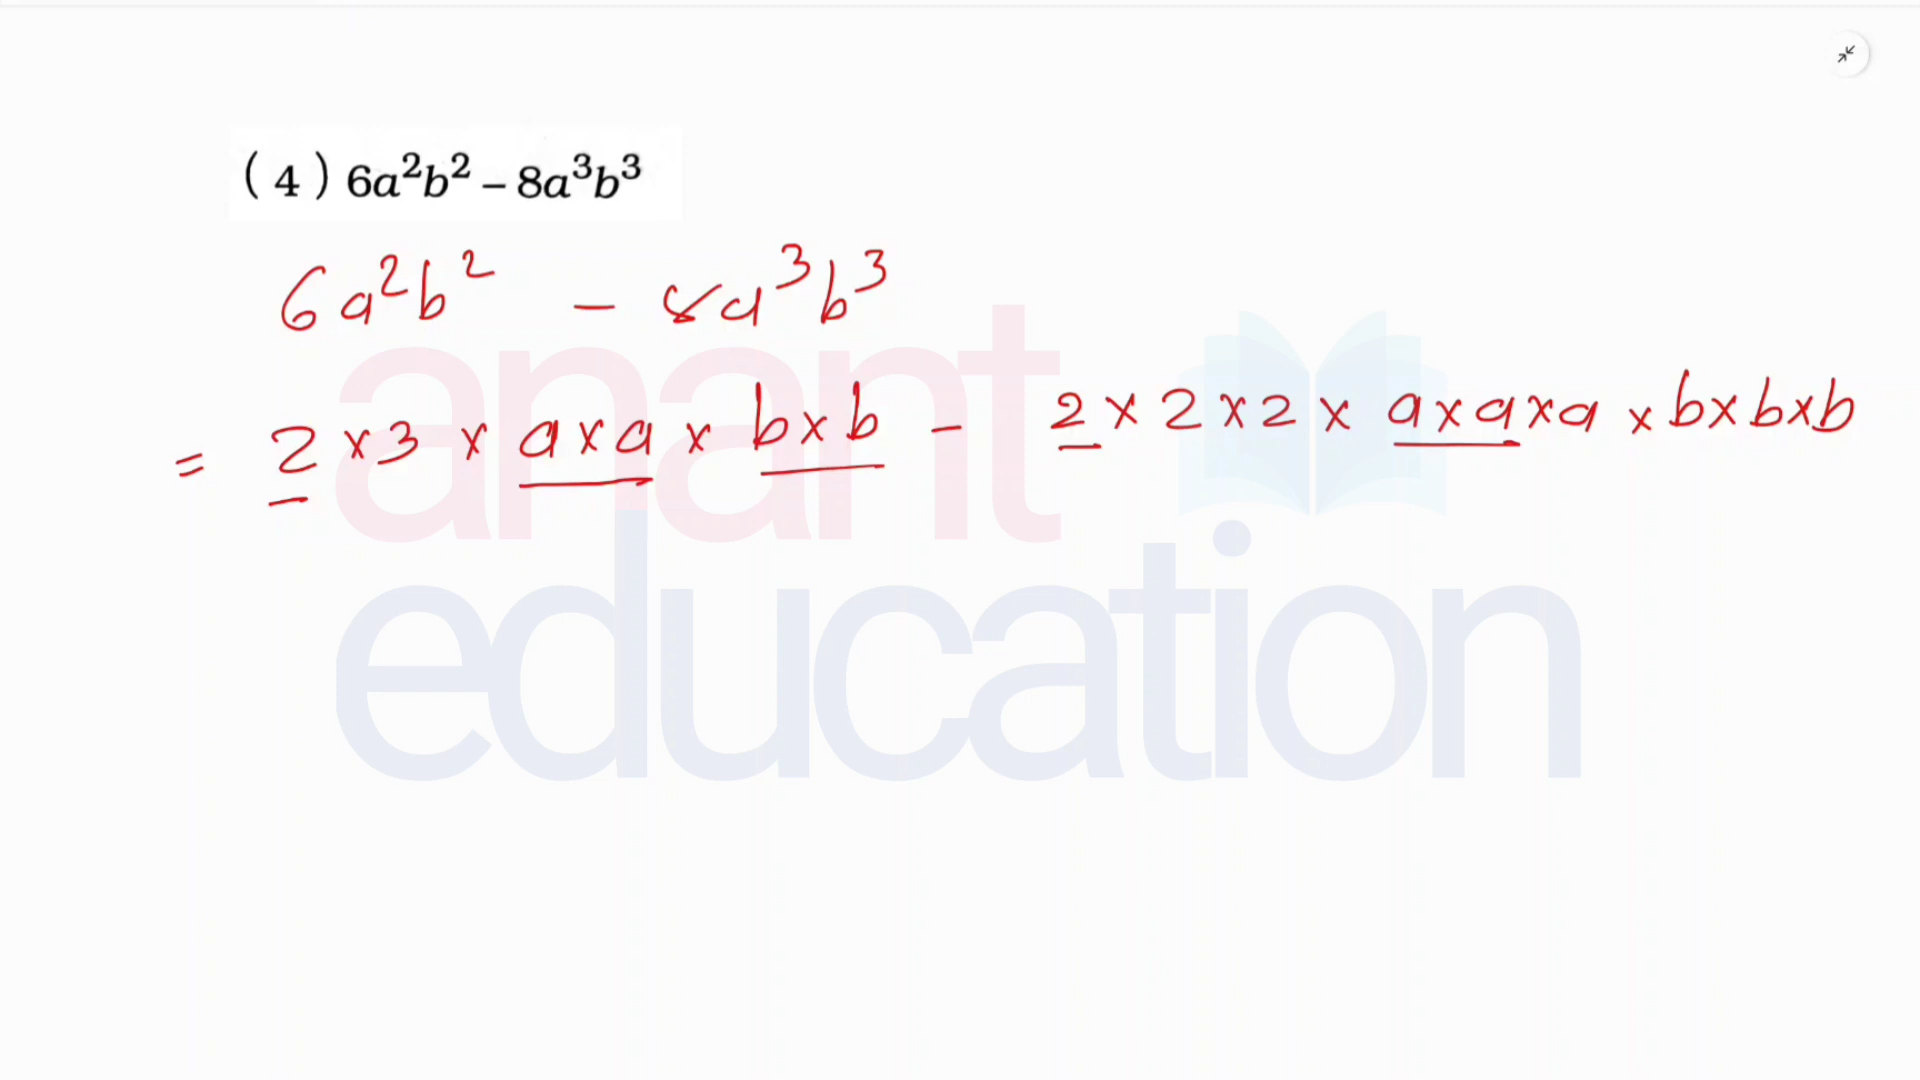 ( 4 ) 6a²b² – 8a³b³
6a²b² – 8a³b³
= 2 × 3 × a × a × b × b – 2 × 2 × 2 × a × a × a × b × b × b
anant
education